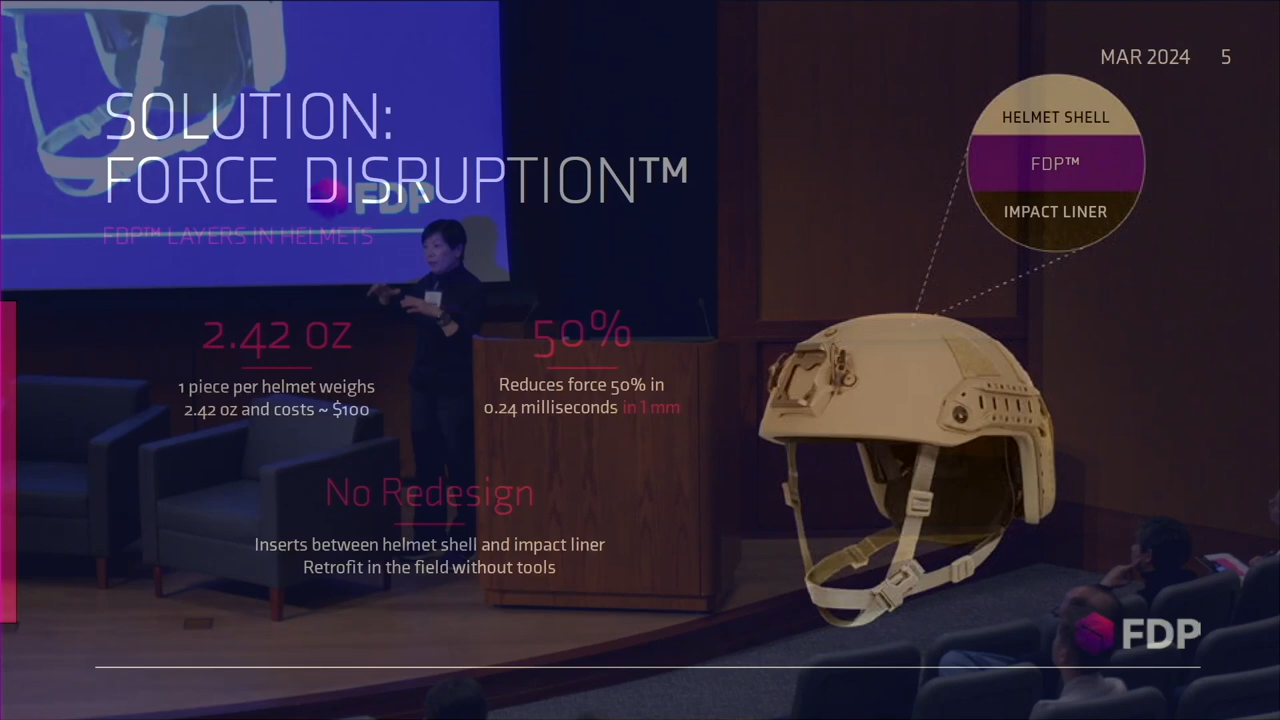 MAR 2024 5
SOLUTION:
FORCE DISRUPTION™
FDP
FDP™ LAYERS IN HELMETS
HELMET SHELL
FDP™
IMPACT LINER
2.42 oz
1 piece per helmet weighs
2.42 oz and costs ~ $100
50%
Reduces force 50% in
0.24 milliseconds in 1 mm
No Redesign
Inserts between helmet shell and impact liner
Retrofit in the field without tools
FDP